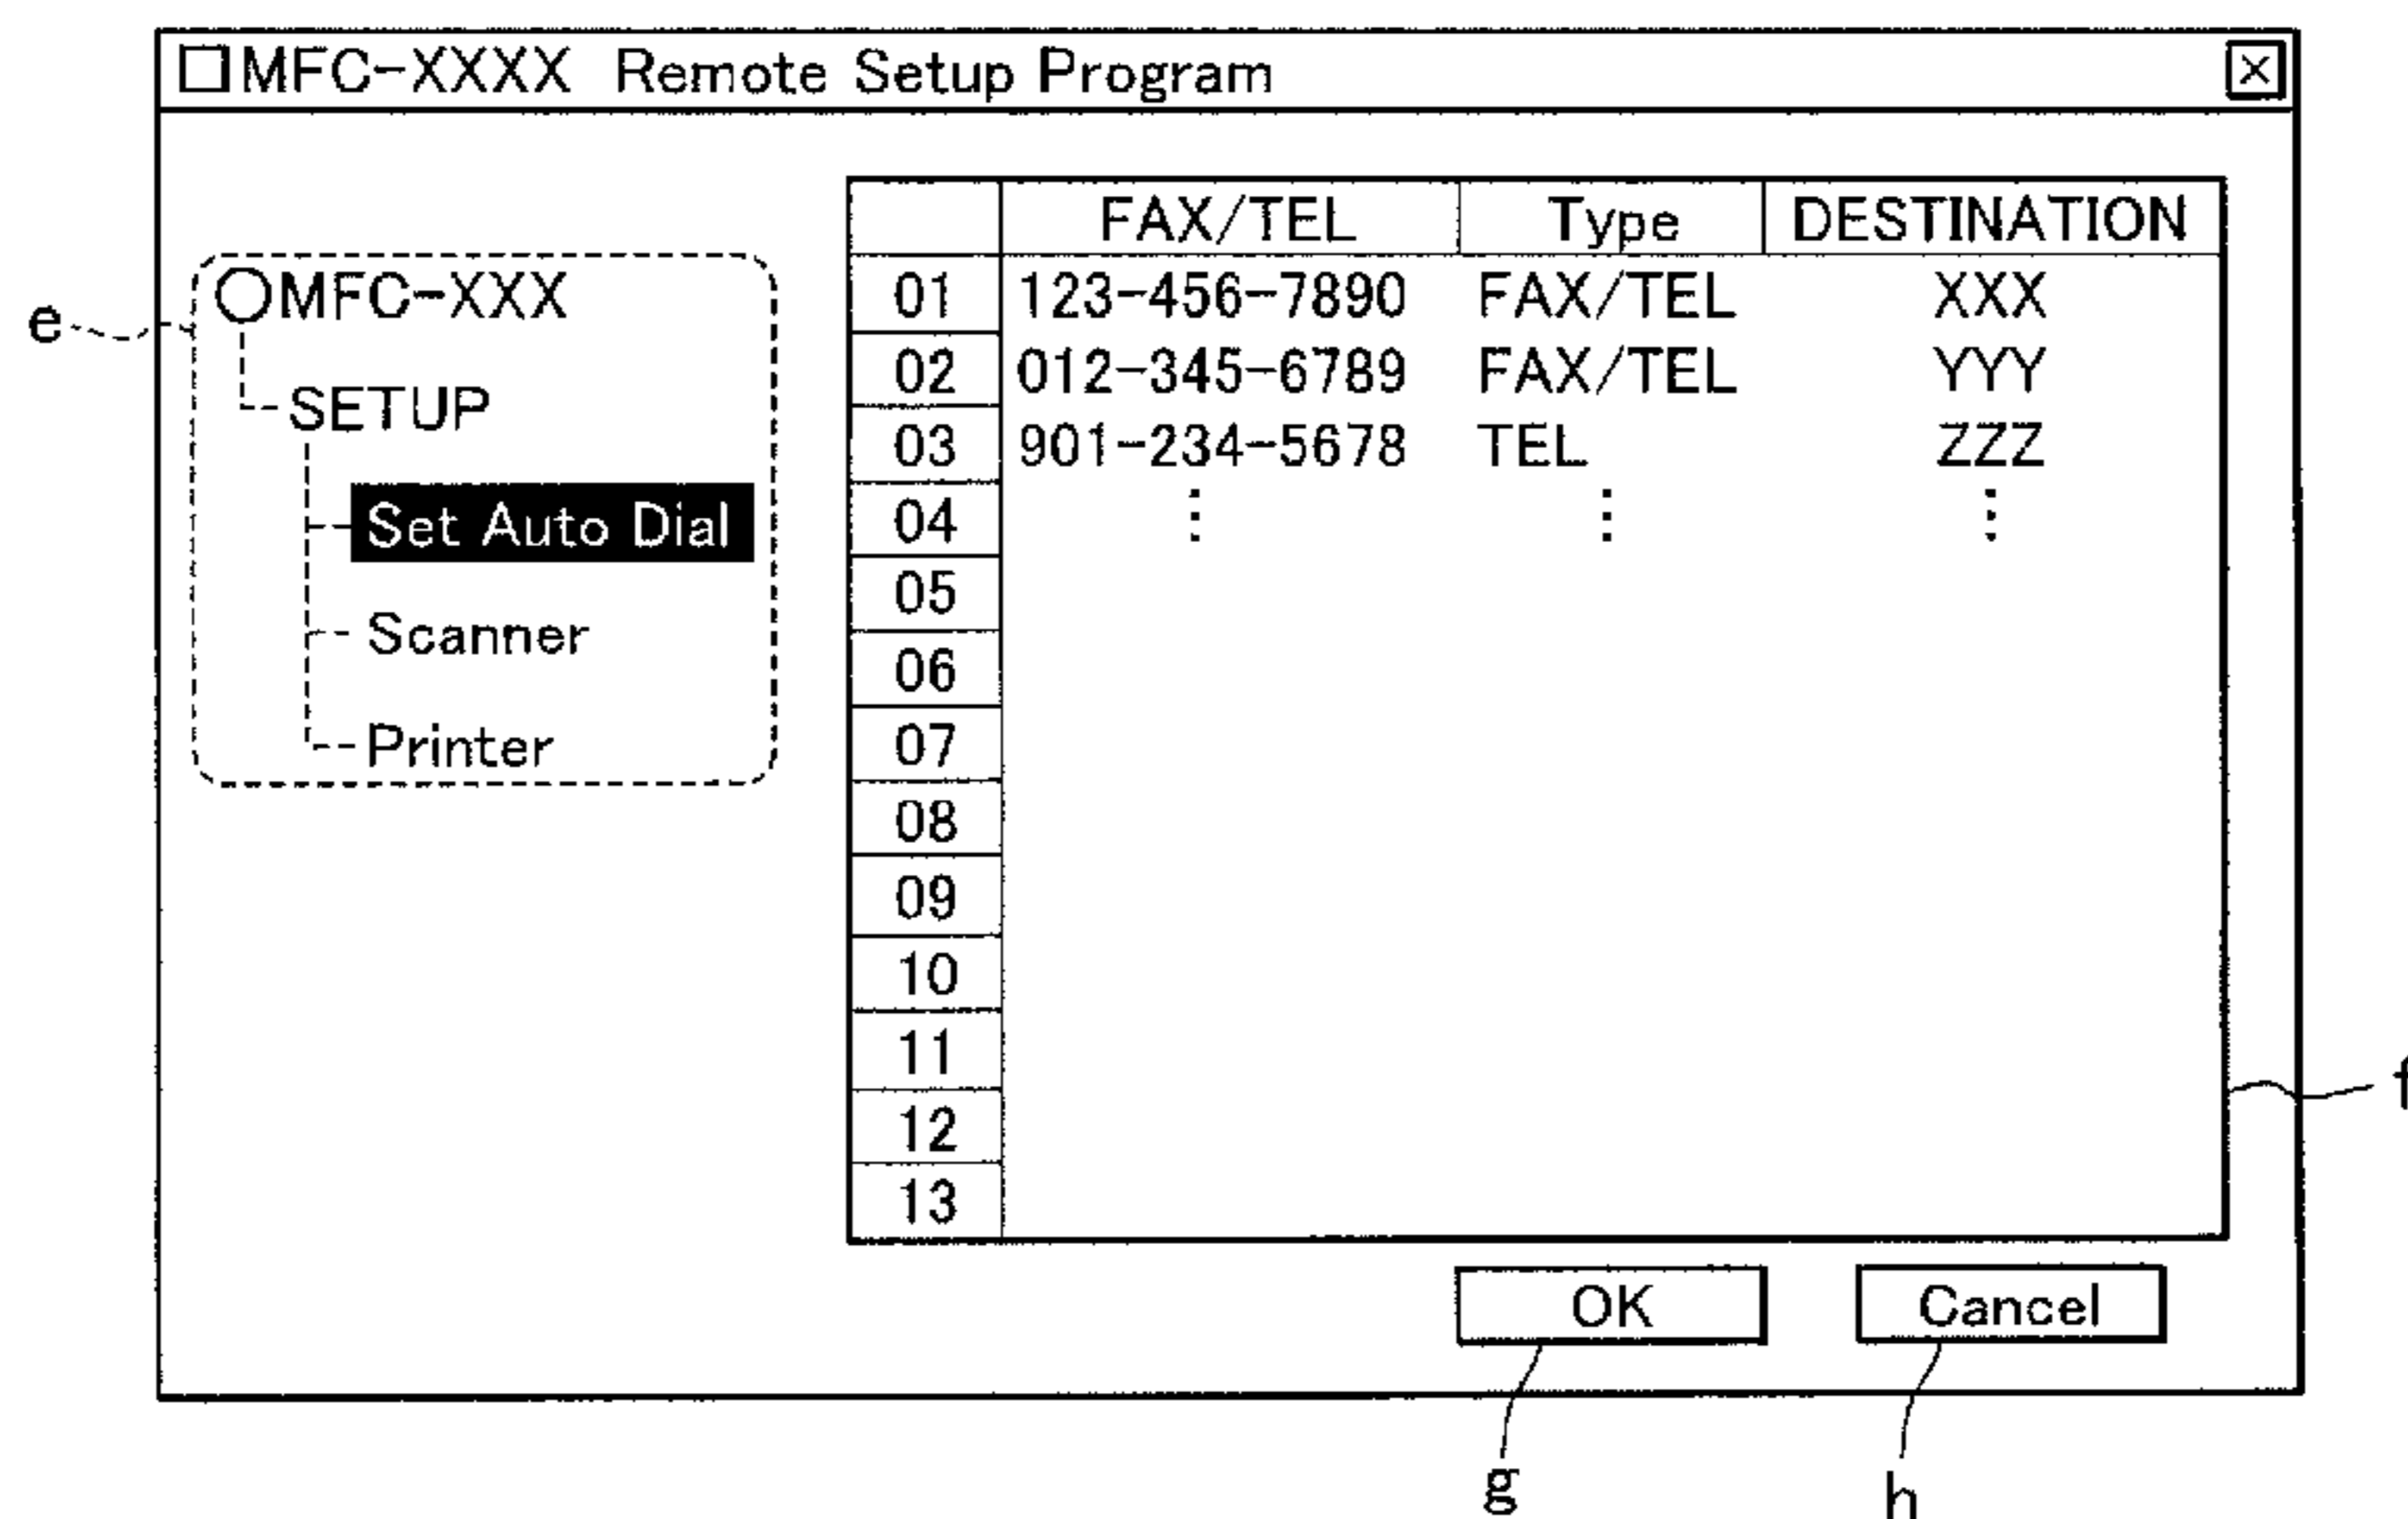 MFC-XXXX Remote Setup Program
FAX/TEL Type DESTINATION
e
MFC-XXX
SETUP
Set Auto Dial
Scanner
Printer
01 123-456-7890 FAX/TEL XXX
02 012-345-6789 FAX/TEL YYY
03 901-234-5678 TEL ZZZ
04 ⋮ ⋮ ⋮
05
06
07
08
09
10
11
12
13
f
OK Cancel
g h